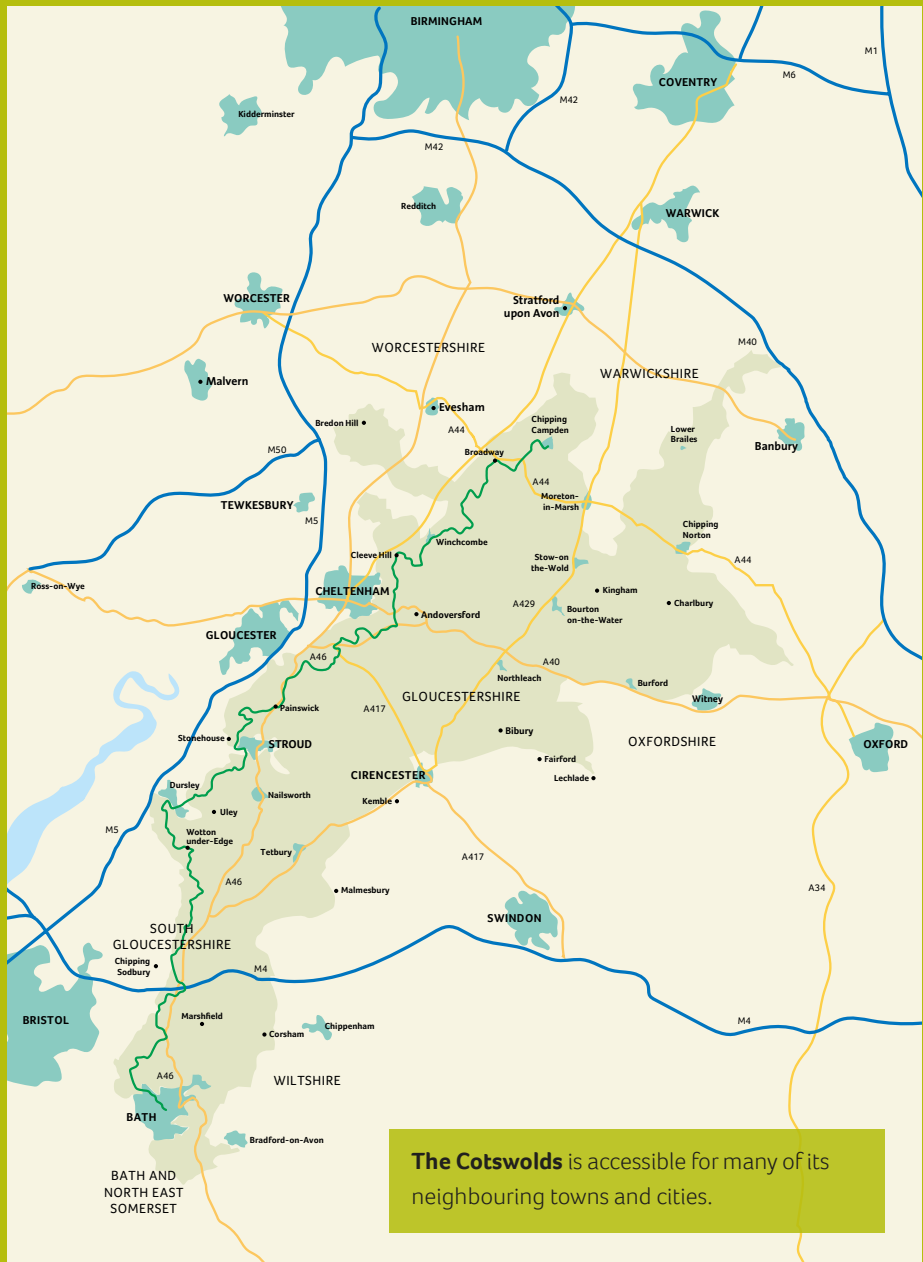 BIRMINGHAM
M1
COVENTRY
M6
M42
Kidderminster
M42
Redditch
WARWICK
WORCESTER
Stratford
upon Avon
M40
WORCESTERSHIRE
WARWICKSHIRE
Malvern
Evesham
Bredon Hill
A44
Chipping
Campden
Lower
Brailes
Banbury
M50
Broadway
A44
TEWKESBURY
Moreton-
in-Marsh
M5
Chipping
Norton
Winchcombe
Cleeve Hill
Stow-on
the-Wold
A44
Ross-on-Wye
CHELTENHAM
Kingham
A429
Charlbury
Andoversford
Bourton
on-the-Water
GLOUCESTER
A46
A40
Northleach
Burford
Witney
GLOUCESTERSHIRE
Painswick
A417
Bibury
Stonehouse
STROUD
OXFORDSHIRE
OXFORD
Fairford
CIRENCESTER
Lechlade
Dursley
Nailsworth
Kemble
Uley
M5
Wotton
under-Edge
Tetbury
A417
A46
Malmesbury
A34
SWINDON
SOUTH
GLOUCESTERSHIRE
Chipping
Sodbury
M4
BRISTOL
Marshfield
M4
Chippenham
Corsham
A46
WILTSHIRE
BATH
Bradford-on-Avon
The Cotswolds is accessible for many of its
neighbouring towns and cities.
BATH AND
NORTH EAST
SOMERSET